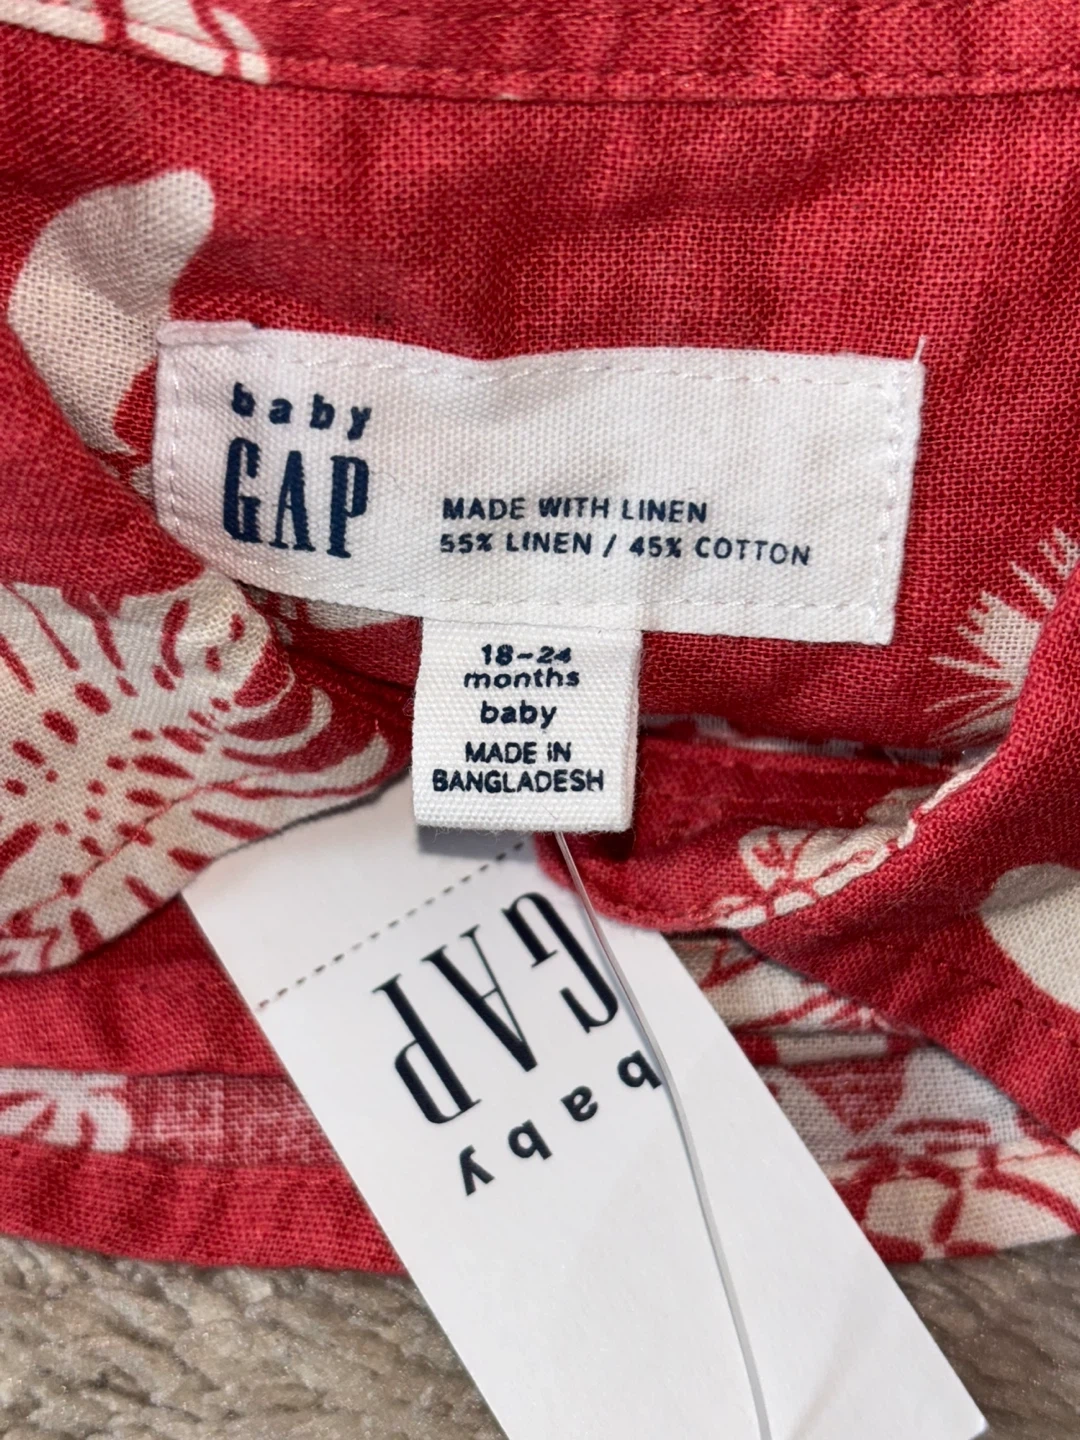 baby
GAP
MADE WITH LINEN
55% LINEN / 45% COTTON
18-24
months
baby
MADE IN
BANGLADESH
GAP
baby